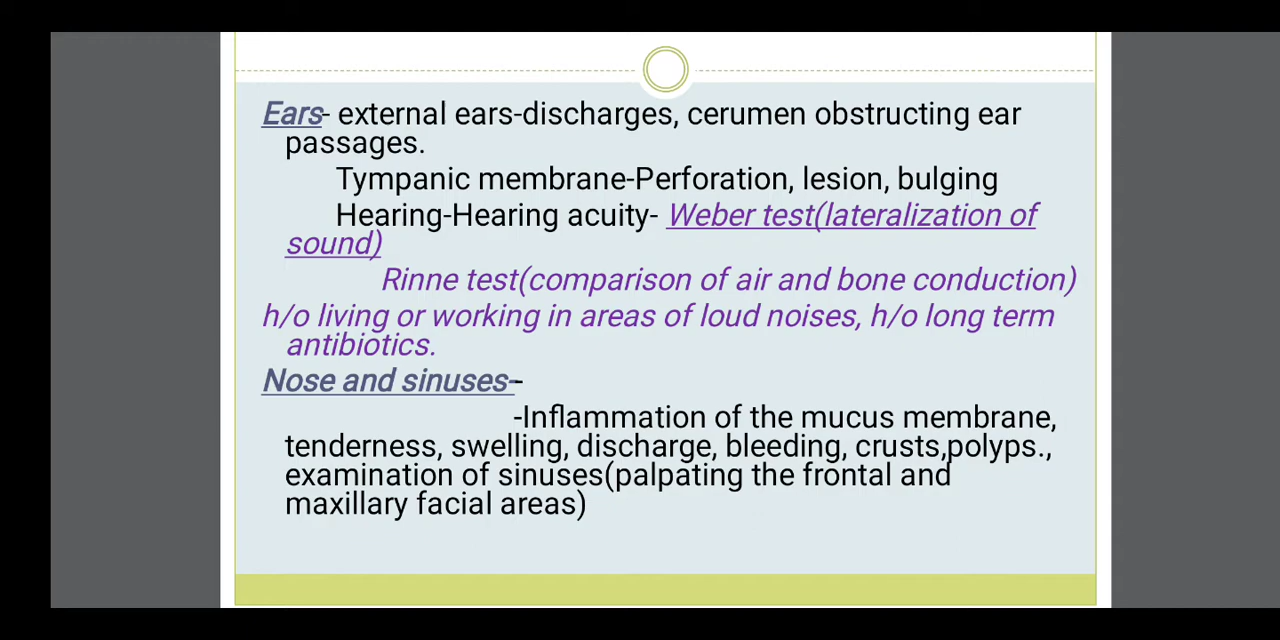 Ears- external ears-discharges, cerumen obstructing ear
passages.
Tympanic membrane-Perforation, lesion, bulging
Hearing-Hearing acuity- Weber test(lateralization of
sound)
Rinne test(comparison of air and bone conduction)
h/o living or working in areas of loud noises, h/o long term
antibiotics.
Nose and sinuses--
-Inflammation of the mucus membrane,
tenderness, swelling, discharge, bleeding, crusts,polyps.,
examination of sinuses(palpating the frontal and
maxillary facial areas)